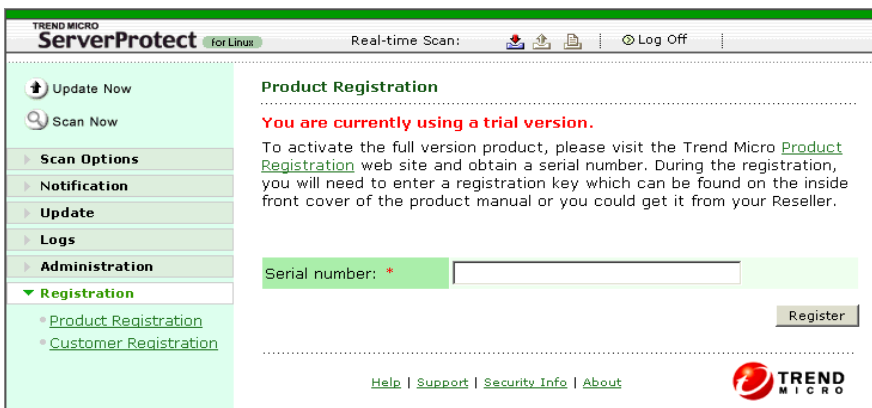 TREND MICRO
ServerProtect for Linux
Real-time Scan:
Log Off
Update Now
Scan Now
Scan Options
Notification
Update
Logs
Administration
Registration
Product Registration
Customer Registration
Product Registration
You are currently using a trial version.
To activate the full version product, please visit the Trend Micro Product
Registration web site and obtain a serial number. During the registration,
you will need to enter a registration key which can be found on the inside
front cover of the product manual or you could get it from your Reseller.
Serial number: *
Register
Help | Support | Security Info | About
TREND
MICRO